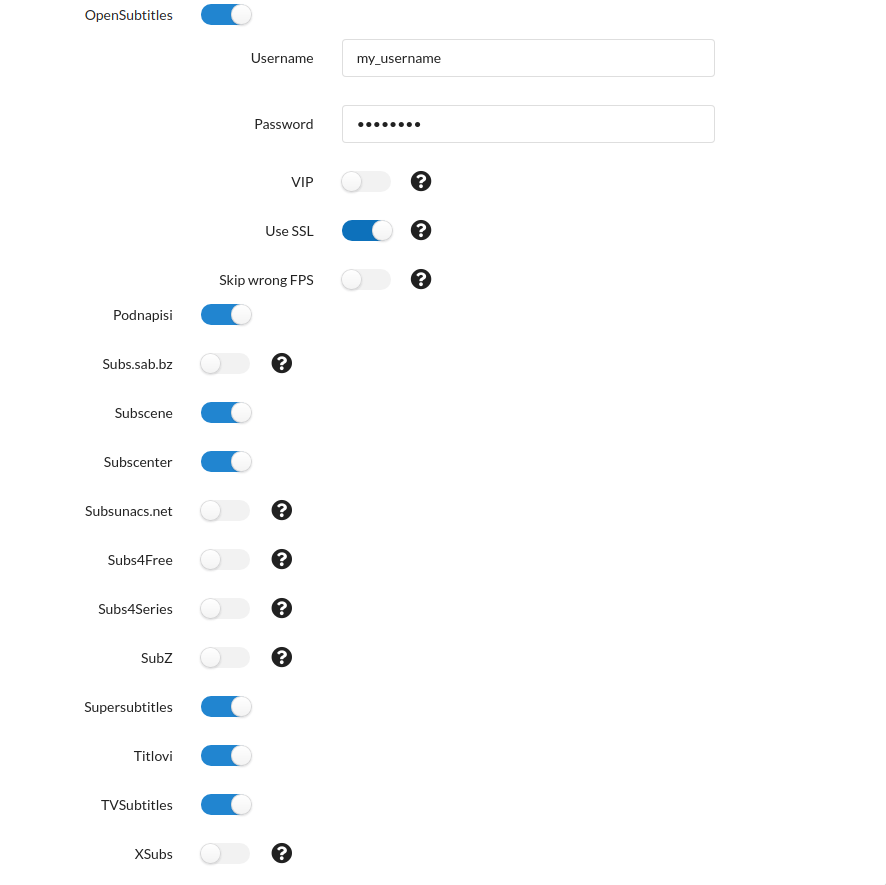 OpenSubtitles
Username my_username
Password ••••••••
VIP ?
Use SSL ?
Skip wrong FPS ?
Podnapisi
Subs.sab.bz ?
Subscene
Subscenter
Subsunacs.net ?
Subs4Free ?
Subs4Series ?
SubZ ?
Supersubtitles
Titlovi
TVSubtitles
XSubs ?